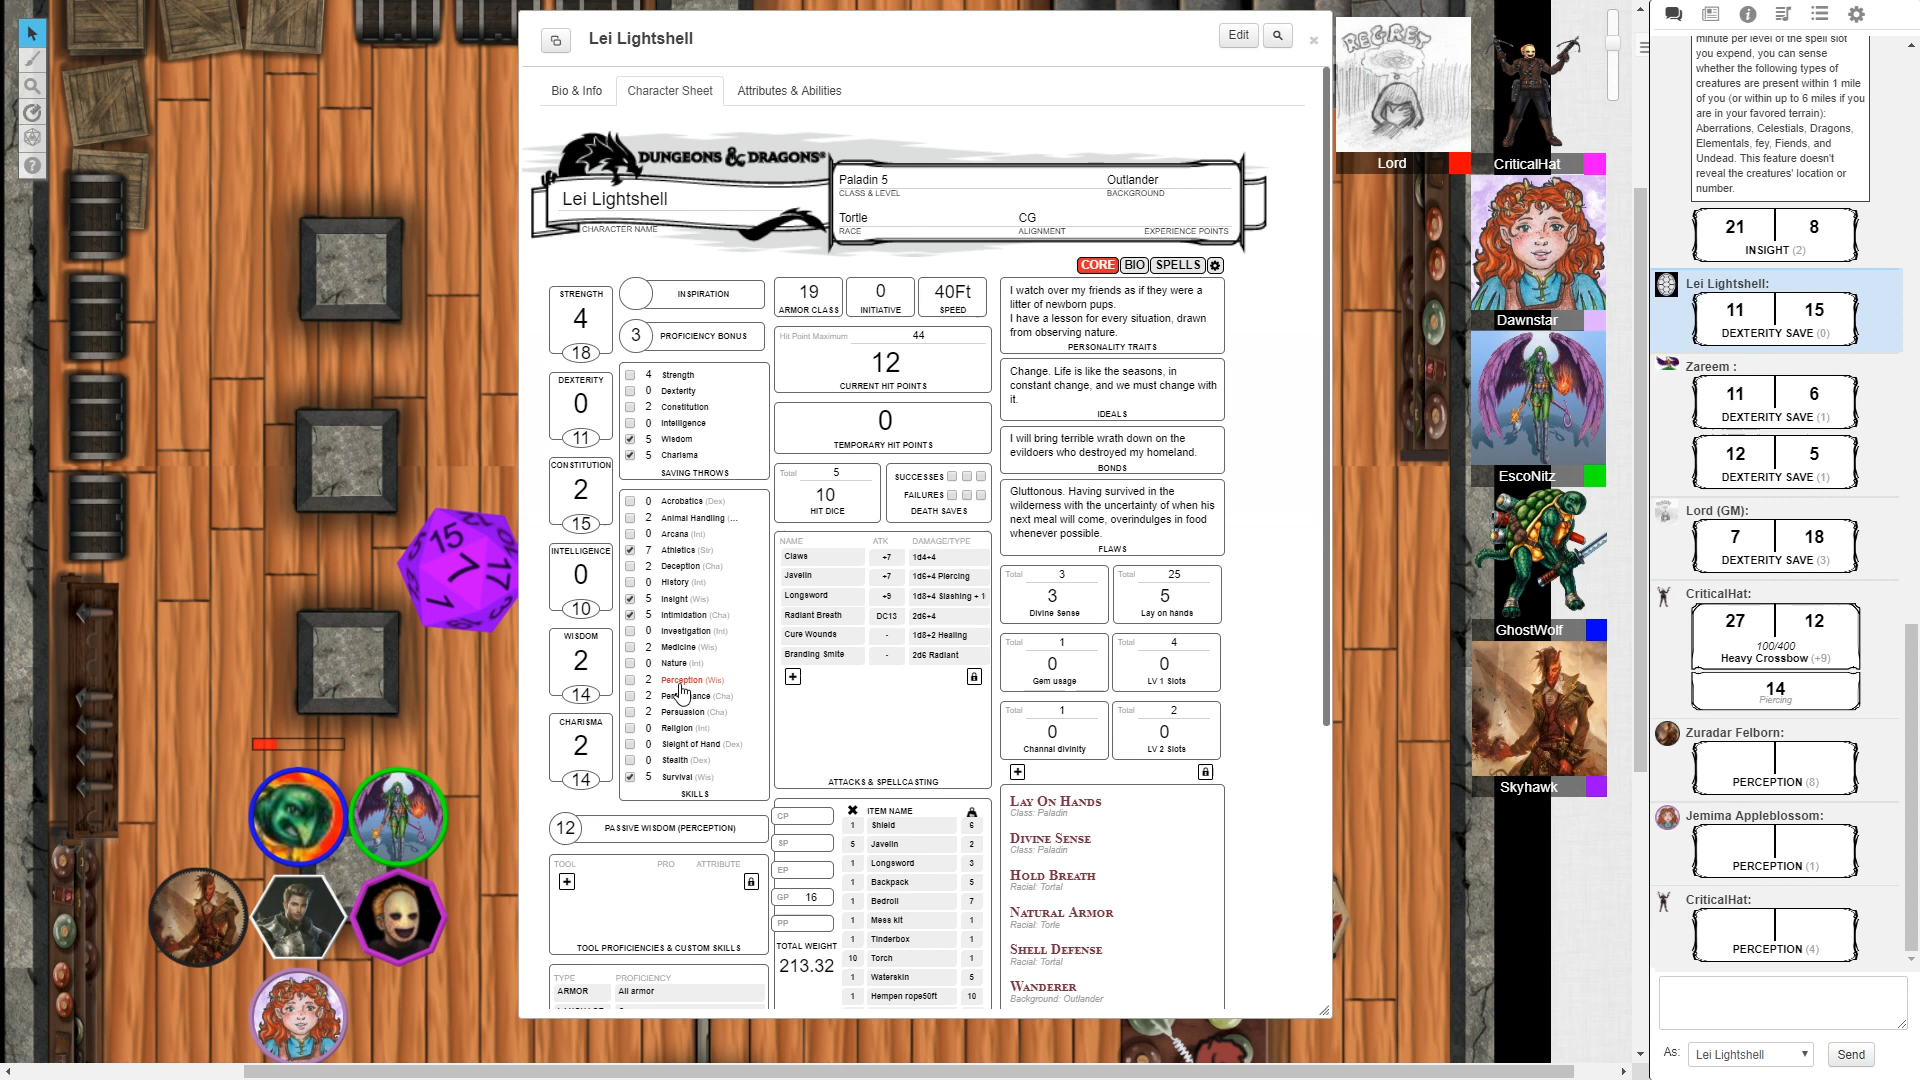 Lei Lightshell
Edit
Bio & Info
Character Sheet
Attributes & Abilities
DUNGEONS & DRAGONS®
Lei Lightshell
CHARACTER NAME
Paladin 5
Outlander
CLASS & LEVEL
BACKGROUND
Tortle
CG
RACE
ALIGNMENT
EXPERIENCE POINTS
CORE
BIO
SPELLS
STRENGTH
4
18
DEXTERITY
0
11
CONSTITUTION
2
15
INTELLIGENCE
0
10
WISDOM
2
14
CHARISMA
2
14
INSPIRATION
3
PROFICIENCY BONUS
4 Strength
0 Dexterity
2 Constitution
0 Intelligence
5 Wisdom
5 Charisma
SAVING THROWS
0 Acrobatics (Dex)
2 Animal Handling (...
0 Arcana (Int)
7 Athletics (Str)
2 Deception (Cha)
0 History (Int)
5 Insight (Wis)
5 Intimidation (Cha)
0 Investigation (Int)
2 Medicine (Wis)
0 Nature (Int)
2 Perception (Wis)
2 (Cha)
2 Persuasion (Cha)
0 Religion (Int)
0 Sleight of Hand (Dex)
0 Stealth (Dex)
5 Survival (Wis)
SKILLS
12
PASSIVE WISDOM (PERCEPTION)
TOOL PRO ATTRIBUTE
TOOL PROFICIENCIES & CUSTOM SKILLS
TYPE PROFICIENCY
ARMOR All armor
19
ARMOR CLASS
0
INITIATIVE
40Ft
SPEED
Hit Point Maximum 44
12
CURRENT HIT POINTS
0
TEMPORARY HIT POINTS
Total 5
10
HIT DICE
SUCCESSES
FAILURES
DEATH SAVES
NAME ATK DAMAGE/TYPE
Claws +7 1d4+4
Javelin +7 1d6+4 Piercing
Longsword +9 1d8+4 Slashing + 1
Radiant Breath DC13 2d6+4
Cure Wounds - 1d8+2 Healing
Branding Smite - 2d6 Radiant
ATTACKS & SPELLCASTING
CP
SP
EP
GP 16
PP
TOTAL WEIGHT
213.32
ITEM NAME
1 Shield 6
5 Javelin 2
1 Longsword 3
1 Backpack 5
1 Bedroll 7
1 Mess kit 1
1 Tinderbox 1
10 Torch 1
1 Waterskin 5
1 Hempen rope50ft 10
I watch over my friends as if they were a
litter of newborn pups.
I have a lesson for every situation, drawn
from observing nature.
PERSONALITY TRAITS
Change. Life is like the seasons, in
constant change, and we must change with
it.
IDEALS
I will bring terrible wrath down on the
evildoers who destroyed my homeland.
BONDS
Gluttonous. Having survived in the
wilderness with the uncertainty of when his
next meal will come, overindulges in food
whenever possible.
FLAWS
Total 3
3
Divine Sense
Total 25
5
Lay on hands
Total 1
0
Gem usage
Total 4
0
LV 1 Slots
Total 1
0
Channal divinity
Total 2
0
LV 2 Slots
LAY ON HANDS
Class: Paladin
DIVINE SENSE
Class: Paladin
HOLD BREATH
Racial: Tortal
NATURAL ARMOR
Racial: Torle
SHELL DEFENSE
Racial: Tortal
WANDERER
Background: Outlander
15
7
17
1
REGRET
Lord
CriticalHat
Dawnstar
EscoNitz
GhostWolf
Skyhawk
minute per level of the spell slot
you expend, you can sense
whether the following types of
creatures are present within 1 mile
of you (or within up to 6 miles if you
are in your favored terrain):
Aberrations, Celestials, Dragons,
Elementals, fey, Fiends, and
Undead. This feature doesn't
reveal the creatures' location or
number.
21 8
INSIGHT (2)
Lei Lightshell:
11 15
DEXTERITY SAVE (0)
Zareem :
11 6
DEXTERITY SAVE (1)
12 5
DEXTERITY SAVE (1)
Lord (GM):
7 18
DEXTERITY SAVE (3)
CriticalHat:
27 12
100/400
Heavy Crossbow (+9)
14
Piercing
Zuradar Felborn:
PERCEPTION (8)
Jemima Appleblossom:
PERCEPTION (1)
CriticalHat:
PERCEPTION (4)
As: Lei Lightshell
Send